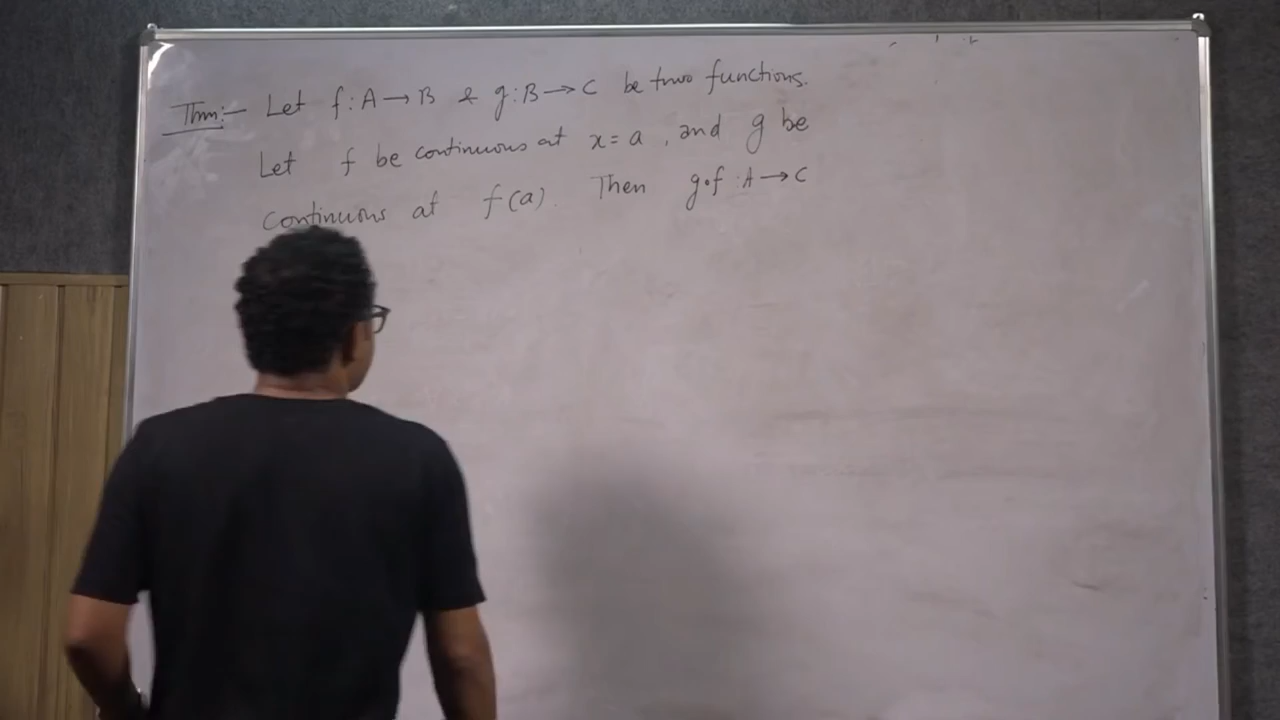 Thm:- Let f: A → B & g: B → C be two functions.
Let f be continuous at x = a, and g be
continuous at f(a). Then g∘f : A → C